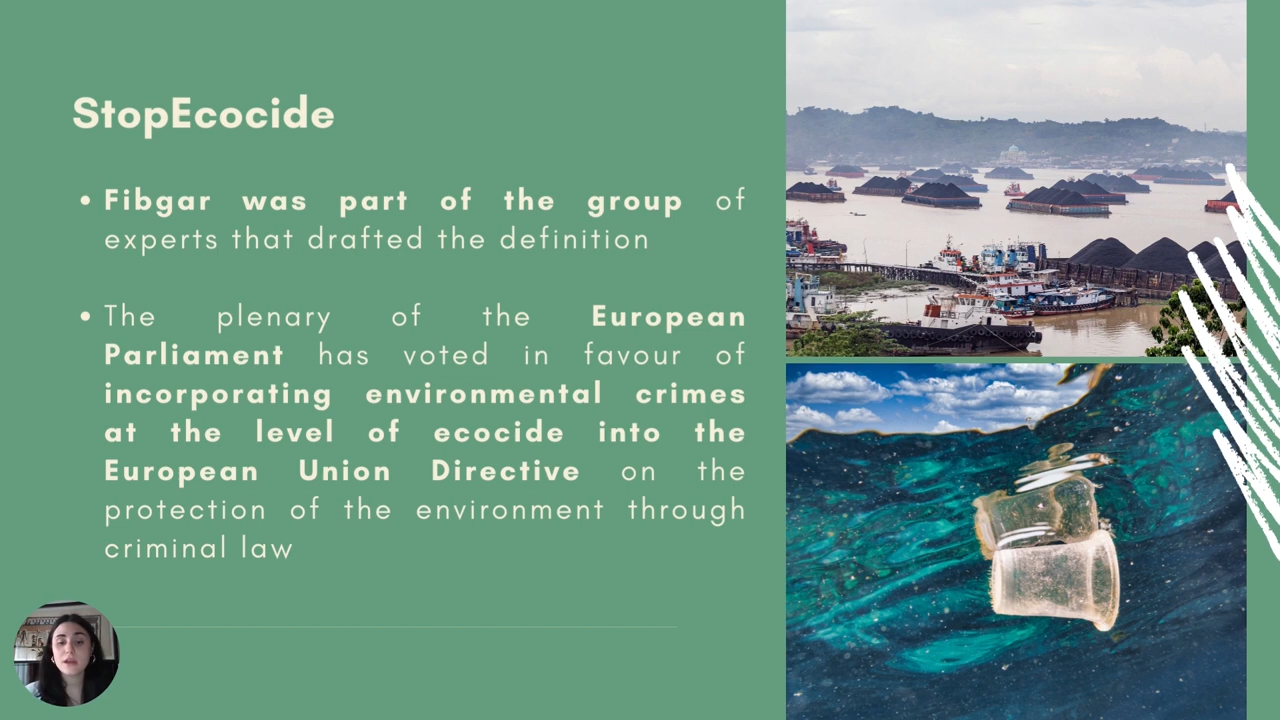 StopEcocide
• Fibgar was part of the group of
experts that drafted the definition
• The plenary of the European
Parliament has voted in favour of
incorporating environmental crimes
at the level of ecocide into the
European Union Directive on the
protection of the environment through
criminal law